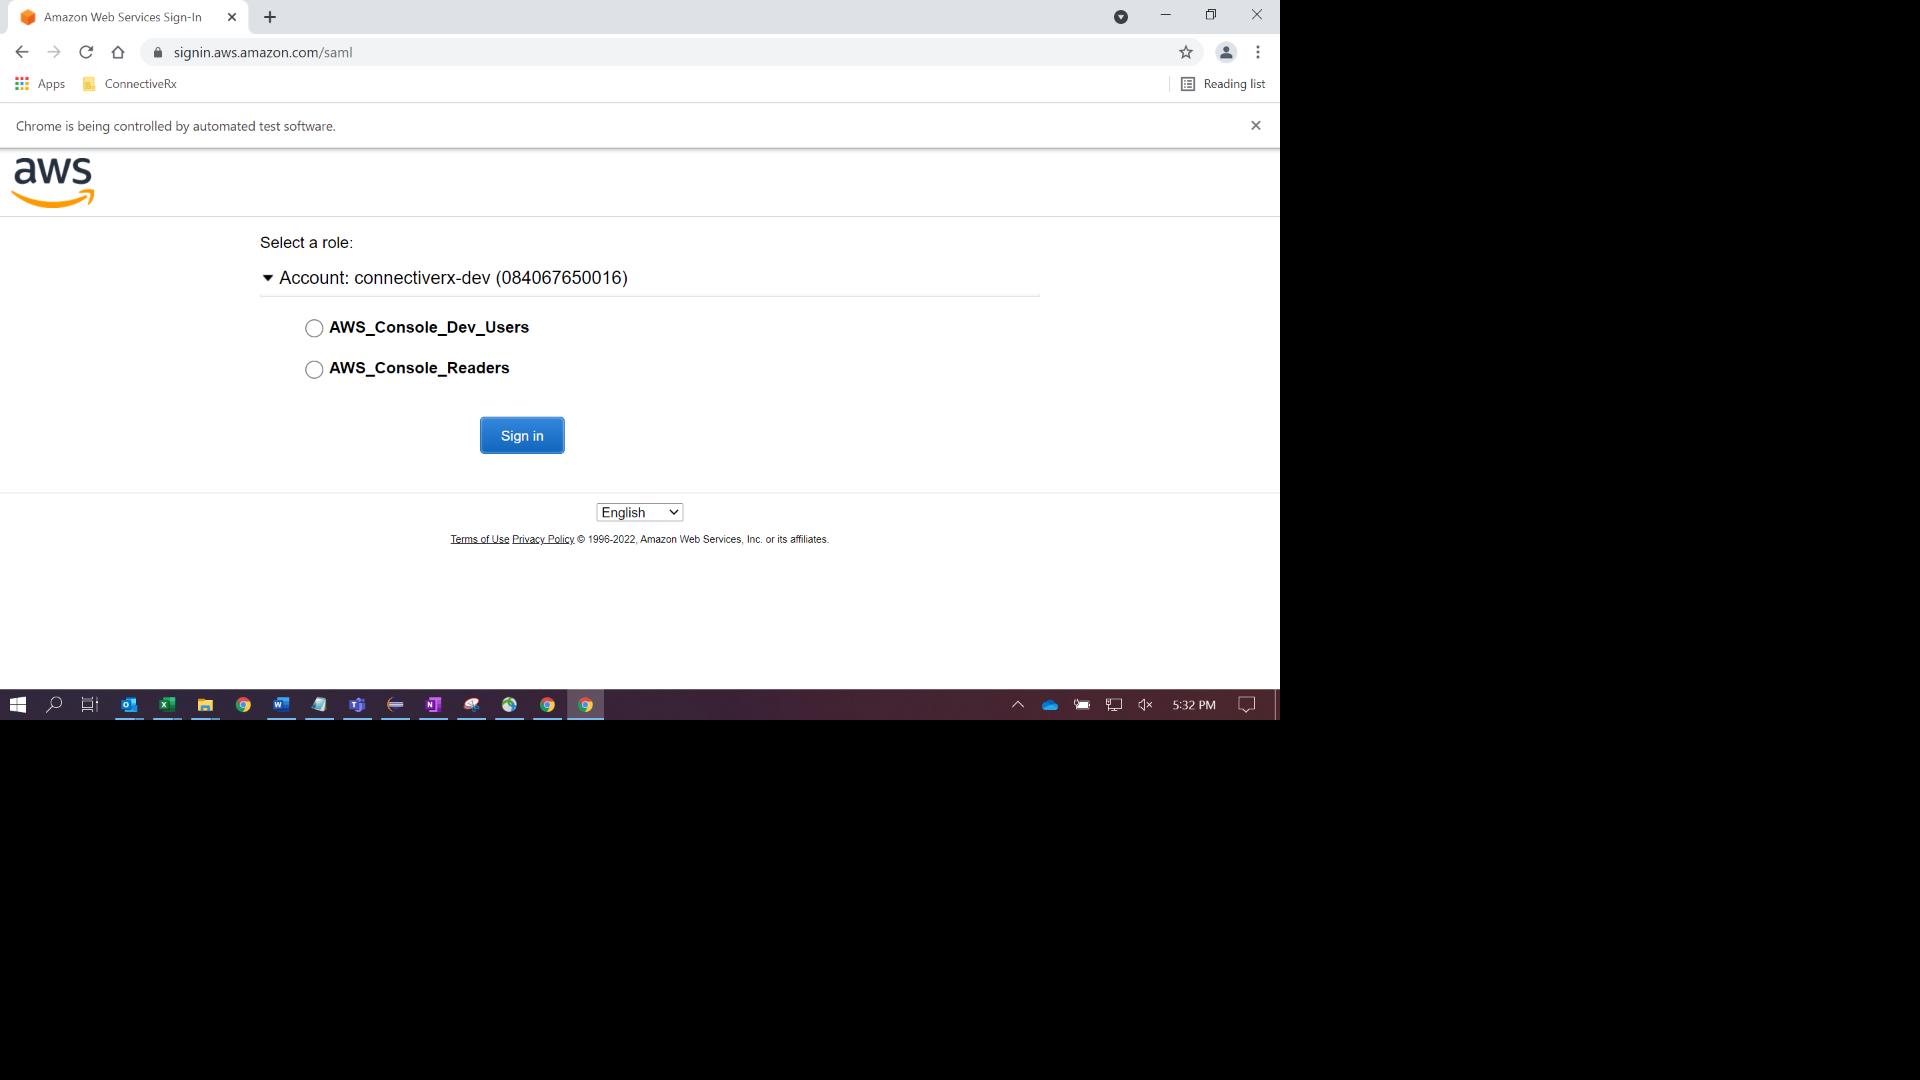 Amazon Web Services Sign-In
signin.aws.amazon.com/saml
Apps
ConnectiveRx
Reading list
Chrome is being controlled by automated test software.
aws
Select a role:
Account: connectiverx-dev (084067650016)
AWS_Console_Dev_Users
AWS_Console_Readers
Sign in
English
Terms of Use Privacy Policy © 1996-2022, Amazon Web Services, Inc. or its affiliates.
5:32 PM